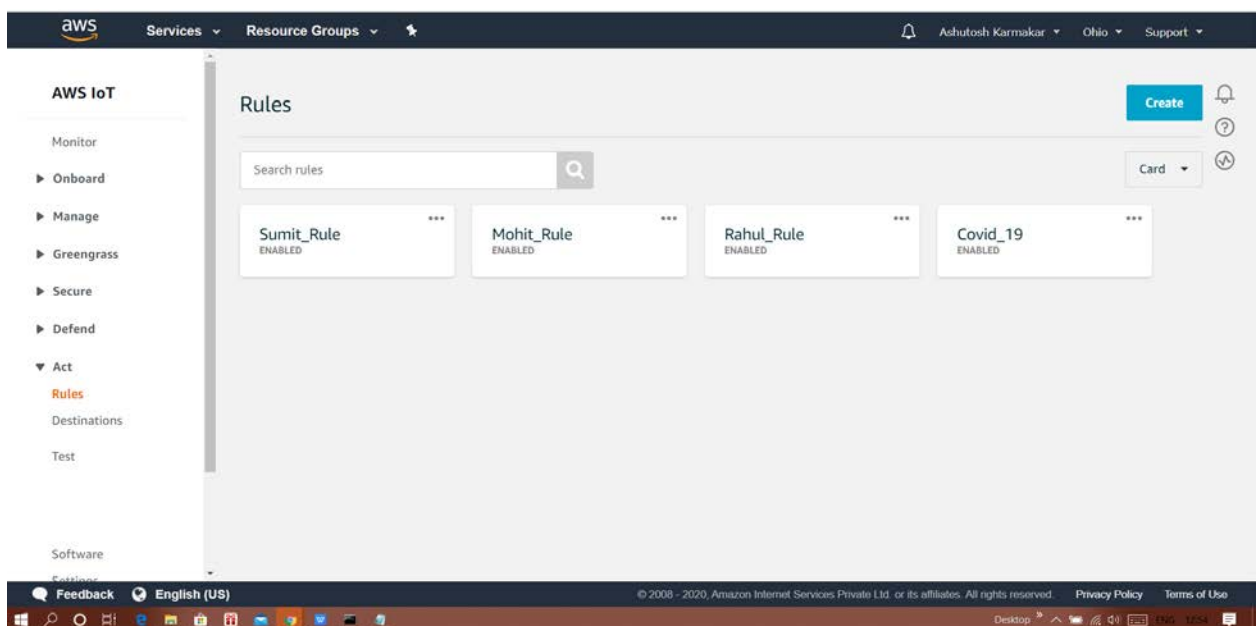 aws Services Resource Groups Ashutosh Karmakar Ohio Support
AWS IoT
Monitor
Onboard
Manage
Greengrass
Secure
Defend
Act
Rules
Destinations
Test
Software
Settings
Rules
Create
Search rules
Card
Sumit_Rule
ENABLED
Mohit_Rule
ENABLED
Rahul_Rule
ENABLED
Covid_19
ENABLED
Feedback English (US) © 2008 - 2020, Amazon Internet Services Private Ltd. or its affiliates. All rights reserved. Privacy Policy Terms of Use
Desktop ENG